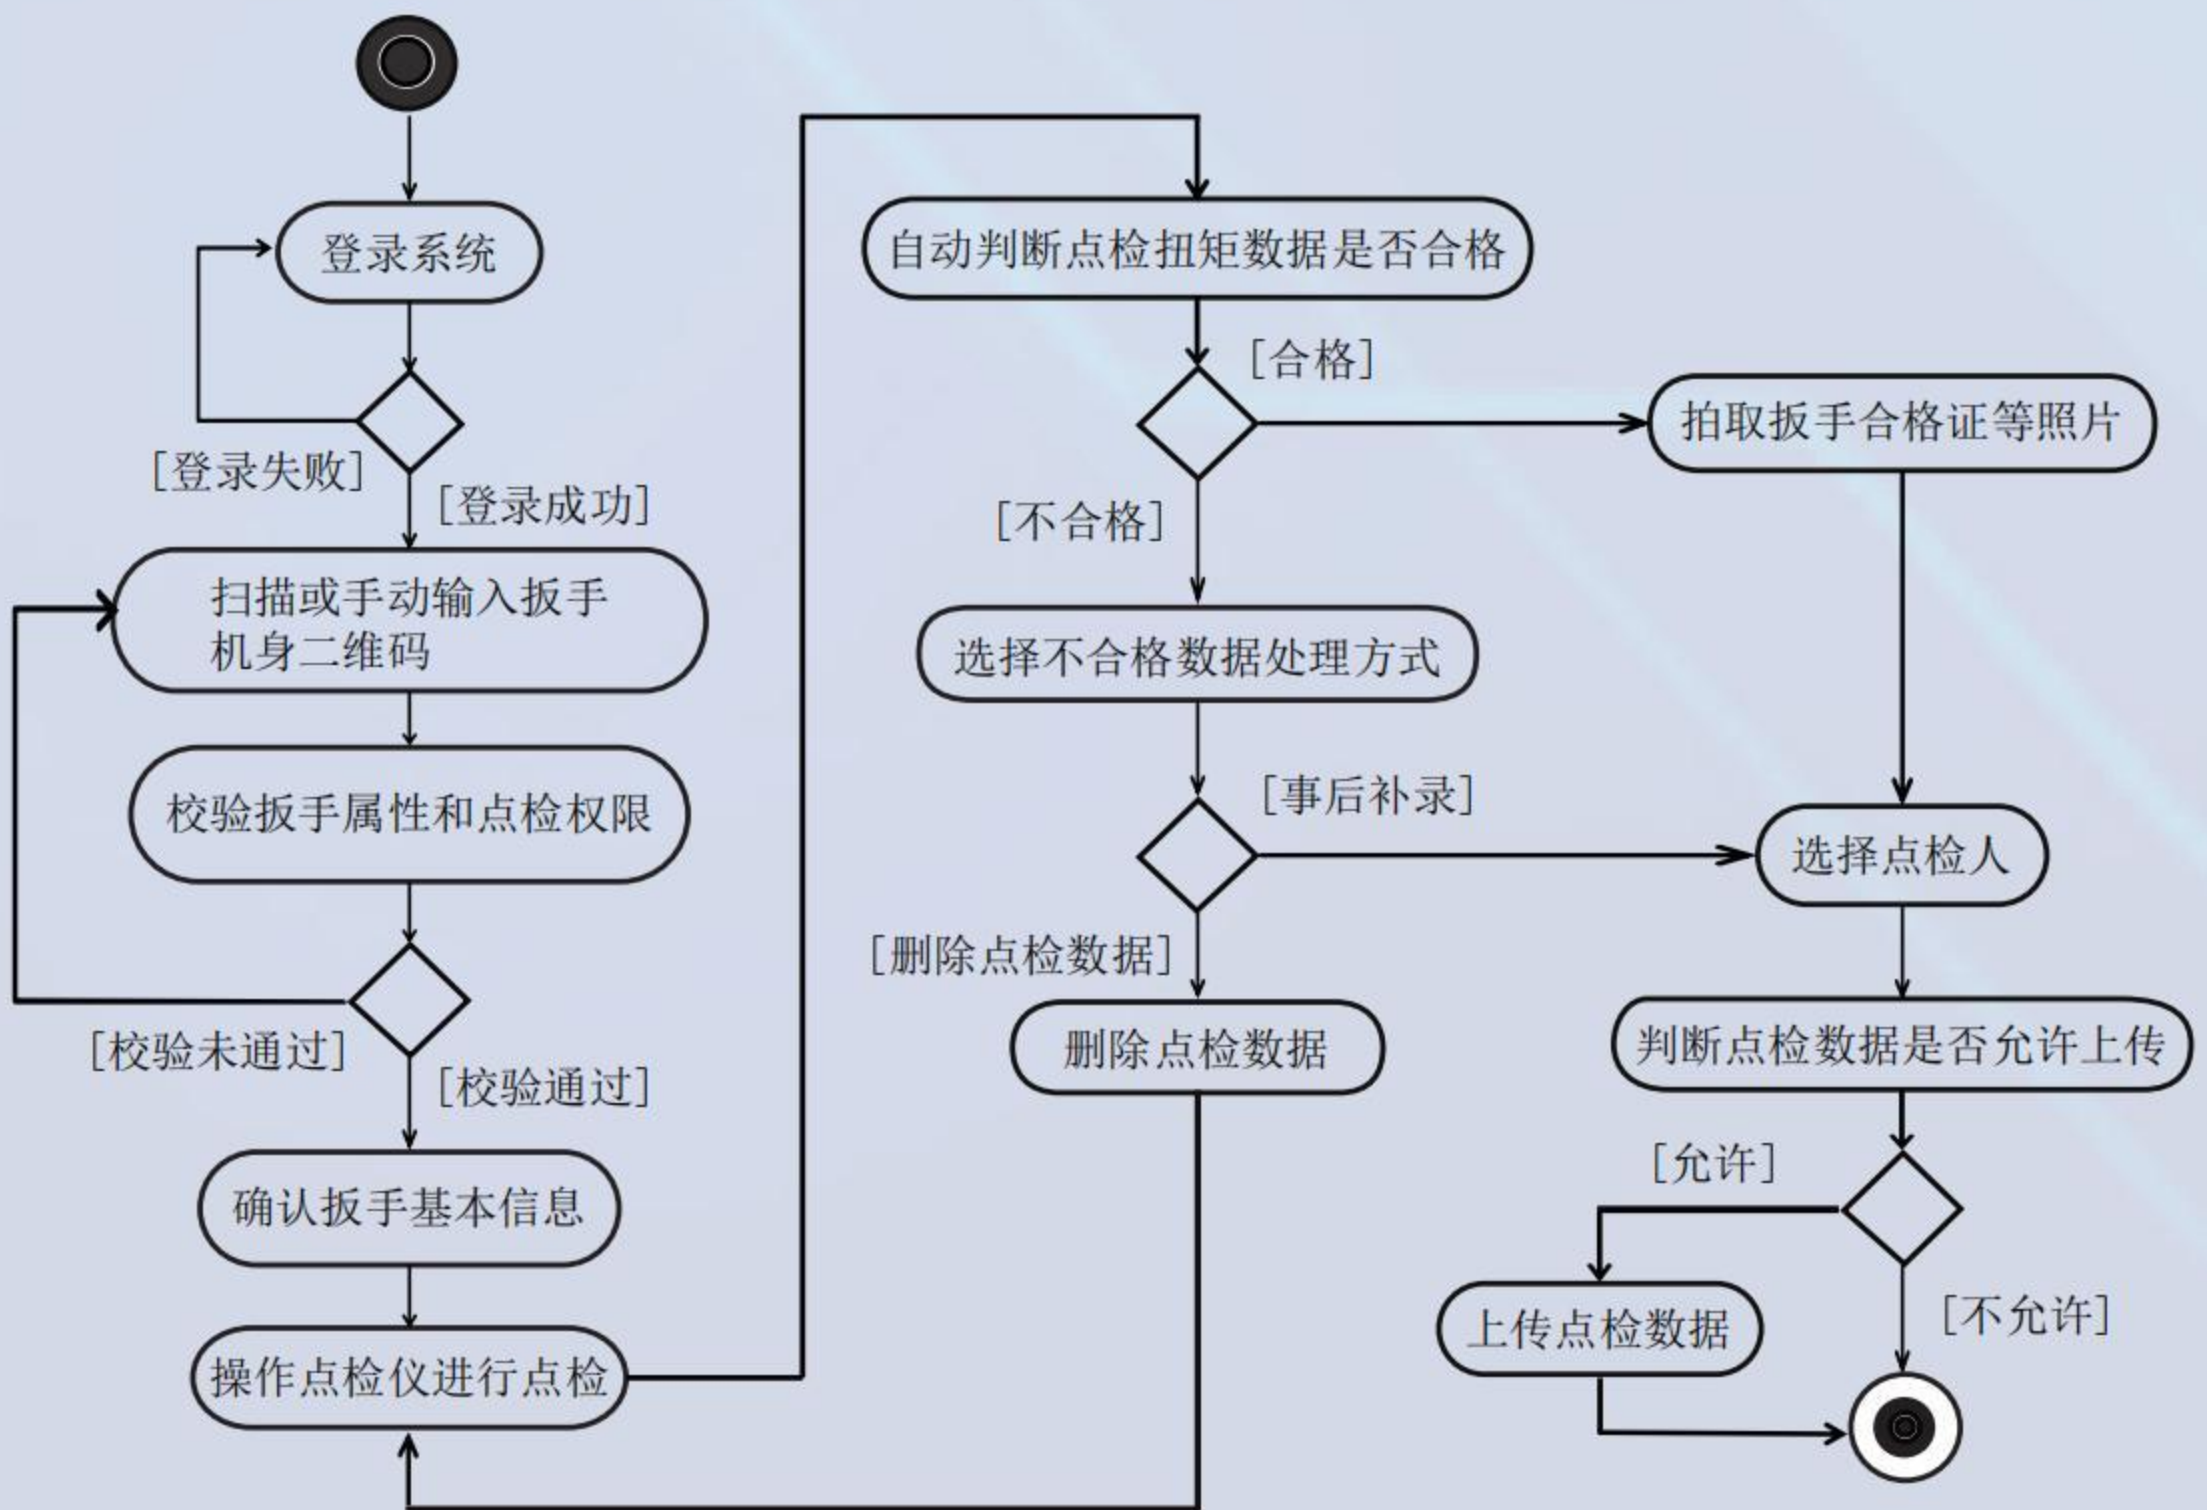 登录系统
[登录失败]
[登录成功]
扫描或手动输入扳手
机身二维码
校验扳手属性和点检权限
[校验未通过]
[校验通过]
确认扳手基本信息
操作点检仪进行点检
自动判断点检扭矩数据是否合格
[合格]
拍取扳手合格证等照片
[不合格]
选择不合格数据处理方式
[事后补录]
选择点检人
[删除点检数据]
删除点检数据
判断点检数据是否允许上传
[允许]
上传点检数据
[不允许]